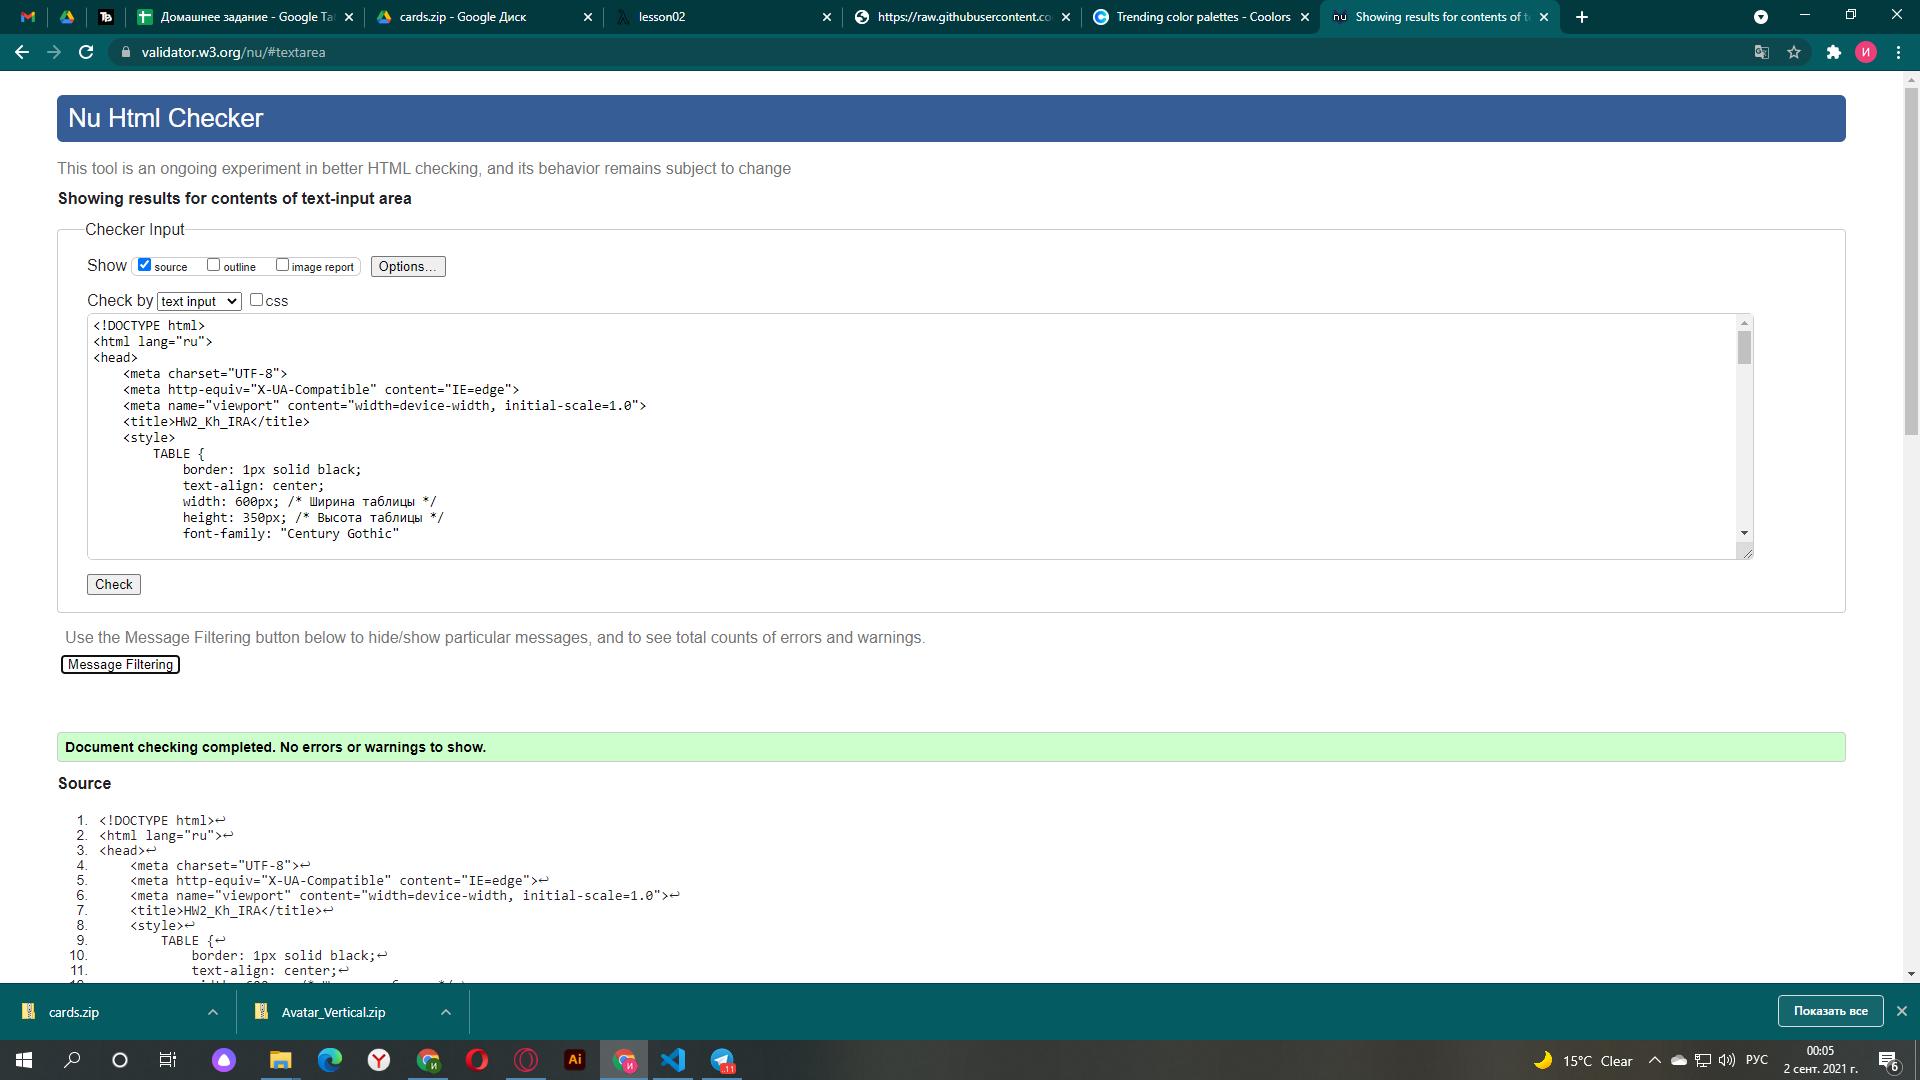 Домашнее задание - Google Та
cards.zip - Google Диск
lesson02
https://raw.githubusercontent.co
Trending color palettes - Coolors
Showing results for contents of t
validator.w3.org/nu/#textarea
И
Nu Html Checker
This tool is an ongoing experiment in better HTML checking, and its behavior remains subject to change
Showing results for contents of text-input area
Checker Input
Show source outline image report Options...
Check by text input css
<!DOCTYPE html>
<html lang="ru">
<head>
<meta charset="UTF-8">
<meta http-equiv="X-UA-Compatible" content="IE=edge">
<meta name="viewport" content="width=device-width, initial-scale=1.0">
<title>HW2_Kh_IRA</title>
<style>
TABLE {
border: 1px solid black;
text-align: center;
width: 600px; /* Ширина таблицы */
height: 350px; /* Высота таблицы */
font-family: "Century Gothic"
Check
Use the Message Filtering button below to hide/show particular messages, and to see total counts of errors and warnings.
Message Filtering
Document checking completed. No errors or warnings to show.
Source
1. <!DOCTYPE html>↩
2. <html lang="ru">↩
3. <head>↩
4. <meta charset="UTF-8">↩
5. <meta http-equiv="X-UA-Compatible" content="IE=edge">↩
6. <meta name="viewport" content="width=device-width, initial-scale=1.0">↩
7. <title>HW2_Kh_IRA</title>↩
8. <style>↩
9. TABLE {↩
10. border: 1px solid black;↩
11. text-align: center;↩
cards.zip
Avatar_Vertical.zip
Показать все
Ai
15°C Clear
РУС
00:05
2 сент. 2021 г.
6